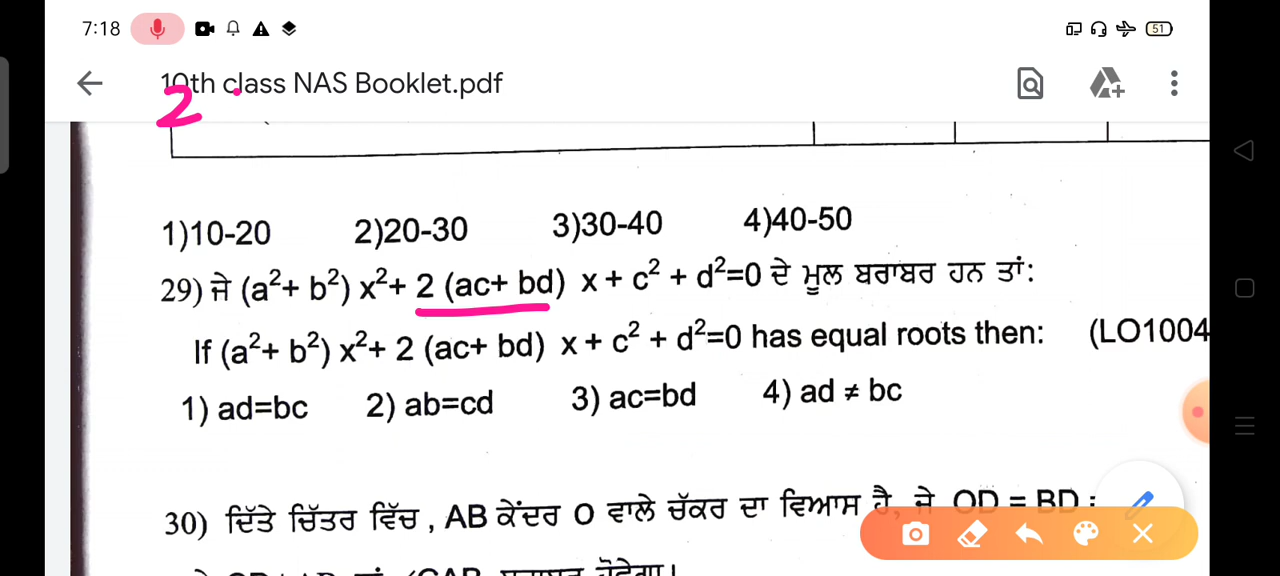 7:18 51
10th class NAS Booklet.pdf
2
1)10-20 2)20-30 3)30-40 4)40-50
29) ਜੇ (a²+ b²) x²+ 2 (ac+ bd) x + c² + d²=0 ਦੇ ਮੂਲ ਬਰਾਬਰ ਹਨ ਤਾਂ:
If (a²+ b²) x²+ 2 (ac+ bd) x + c² + d²=0 has equal roots then: (LO1004
1) ad=bc 2) ab=cd 3) ac=bd 4) ad ≠ bc
30) ਦਿੱਤੇ ਚਿੱਤਰ ਵਿੱਚ , AB ਕੇਂਦਰ O ਵਾਲੇ ਚੱਕਰ ਦਾ ਵਿਆਸ ਹੈ, ਜੇ OD = BD :